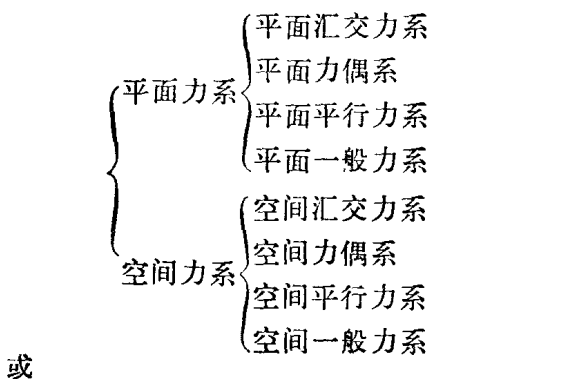 平面力系
平面汇交力系
平面力偶系
平面平行力系
平面一般力系
空间力系
空间汇交力系
空间力偶系
空间平行力系
空间一般力系
或